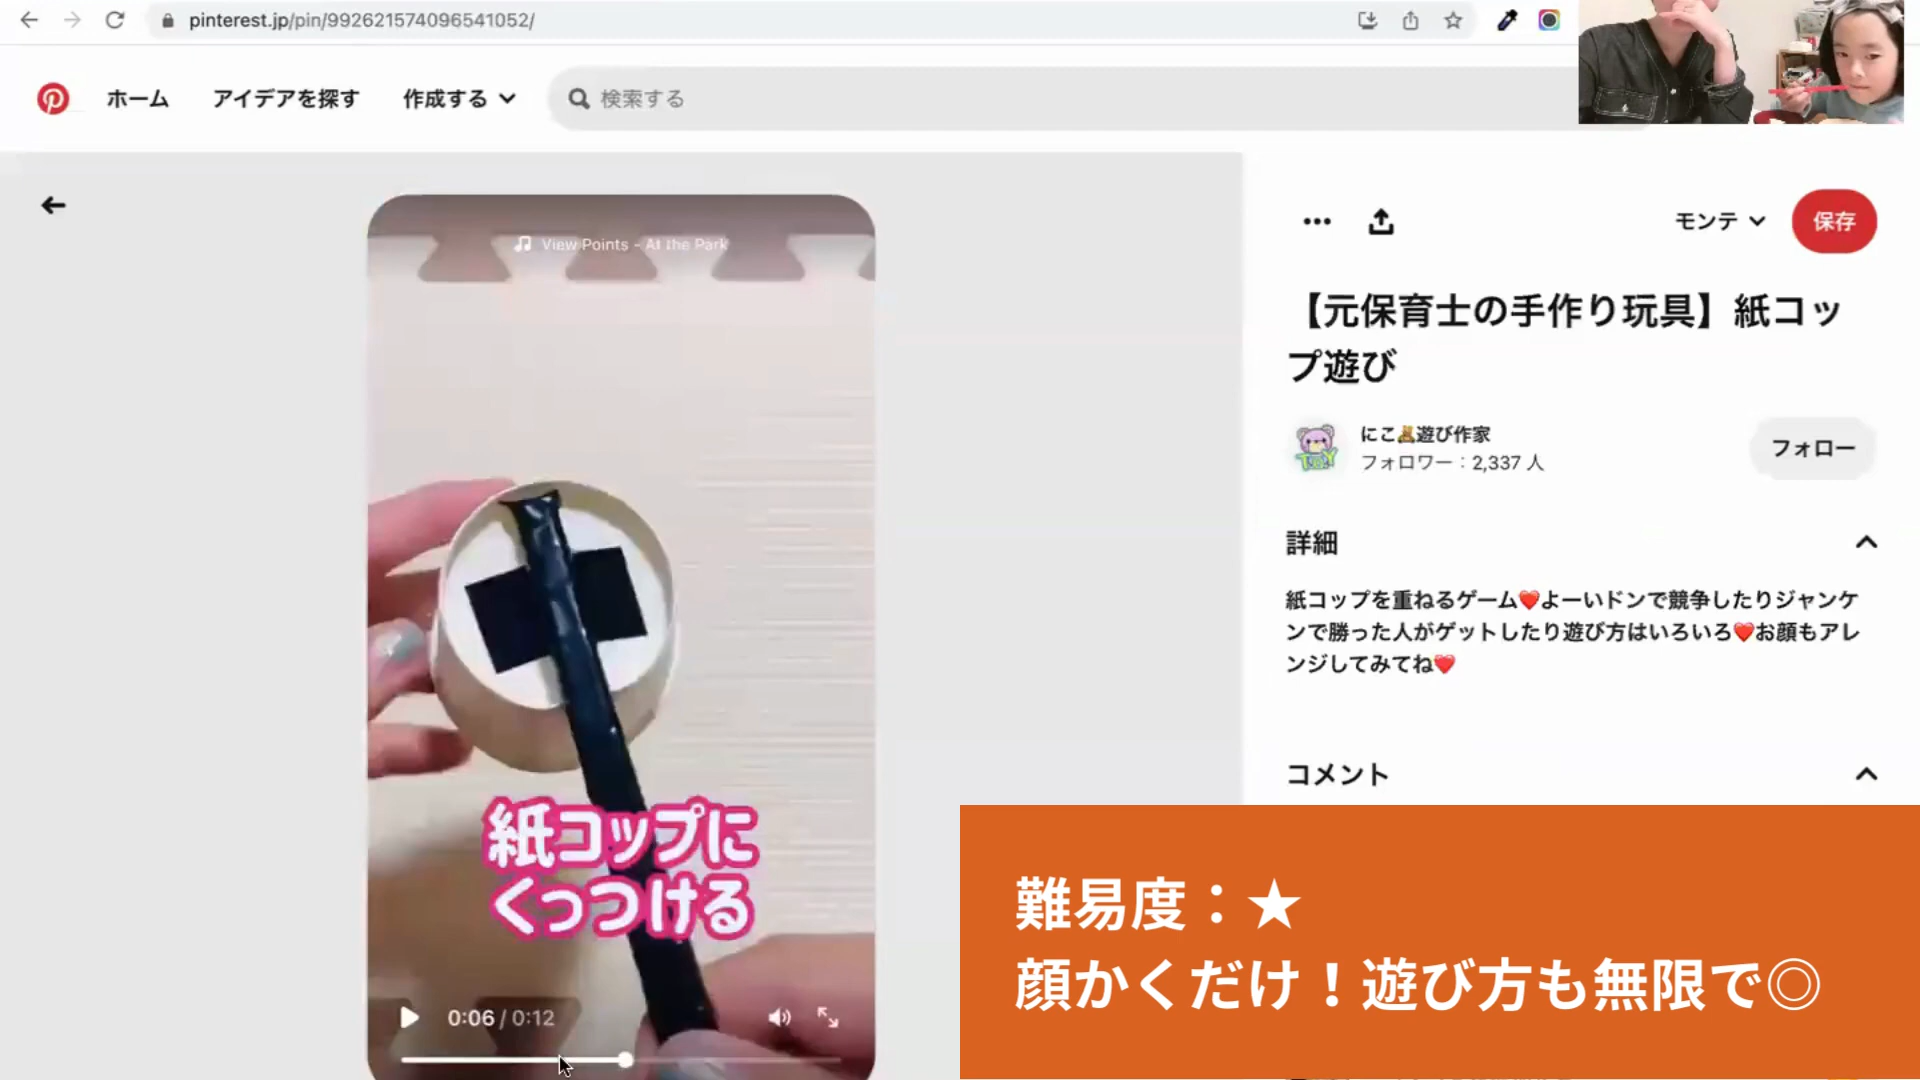 pinterest.jp/pin/992621574096541052/
ホーム
アイデアを探す
作成する
検索する
View Points - At the Park
モンテ
保存
【元保育士の手作り玩具】紙コッ
プ遊び
にこ🧸遊び作家
フォロワー：2,337 人
フォロー
詳細
紙コップを重ねるゲーム❤️よーいドンで競争したりジャンケ
ンで勝った人がゲットしたり遊び方はいろいろ❤️お顔もアレ
ンジしてみてね❤️
コメント
紙コップに
くっつける
0:06 / 0:12
難易度：★
顔かくだけ！遊び方も無限で◎